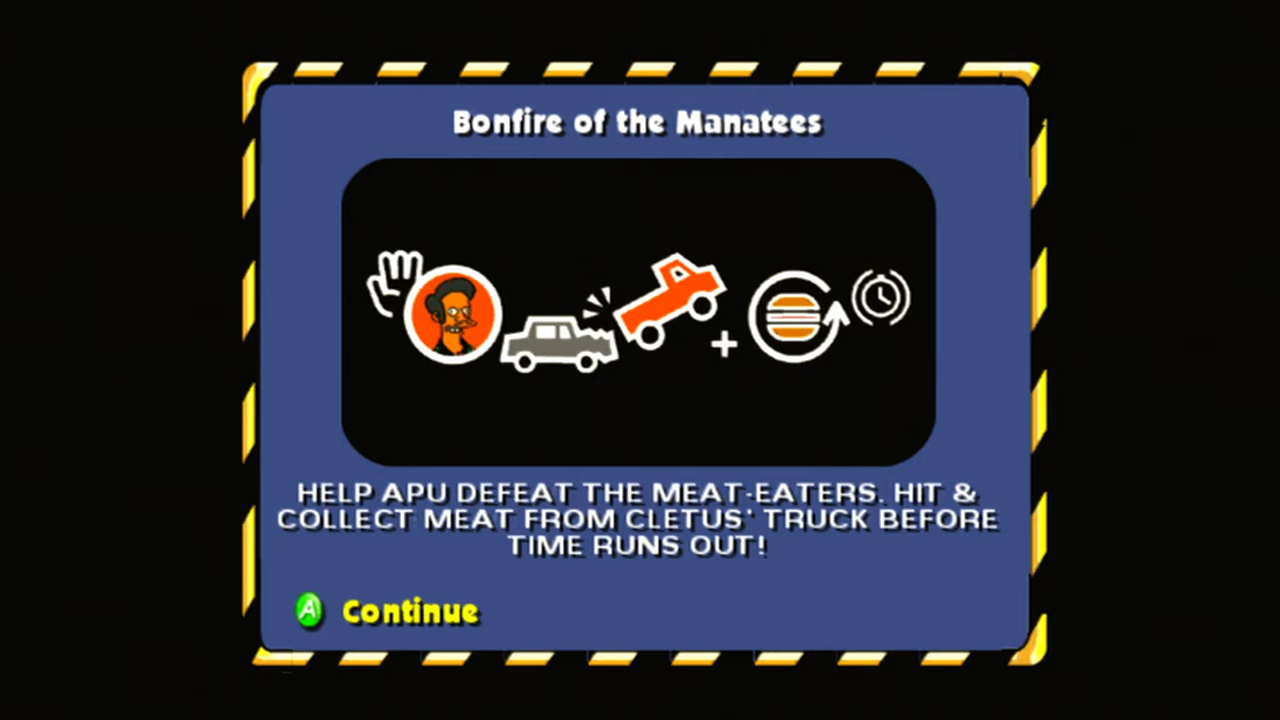 Bonfire of the Manatees
+
HELP APU DEFEAT THE MEAT-EATERS. HIT &
COLLECT MEAT FROM CLETUS' TRUCK BEFORE
TIME RUNS OUT!
A Continue